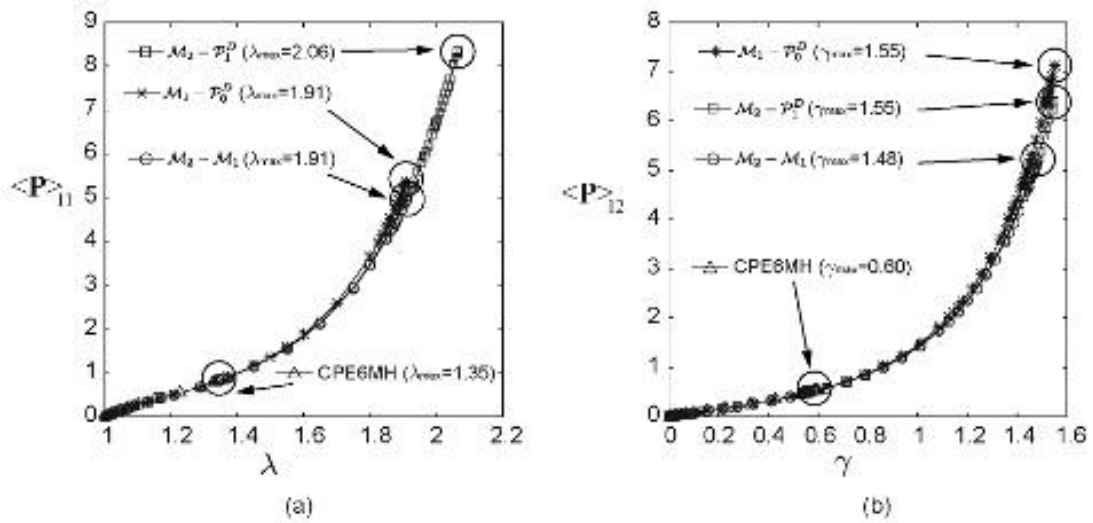 9
8
7
6
5
4
3
2
1
0
<P>11
M₂ – P₁ᴰ (λmax=2.06)
M₁ – P₀ᴰ (λmax=1.91)
M₂ – M₁ (λmax=1.91)
CPE6MH (λmax=1.35)
1 1.2 1.4 1.6 1.8 2 2.2
λ
(a)
8
7
6
5
4
3
2
1
0
<P>12
M₁ – P₀ᴰ (γmax=1.55)
M₂ – P₁ᴰ (γmax=1.55)
M₂ – M₁ (γmax=1.48)
CPE6MH (γmax=0.60)
0 0.2 0.4 0.6 0.8 1 1.2 1.4 1.6
γ
(b)